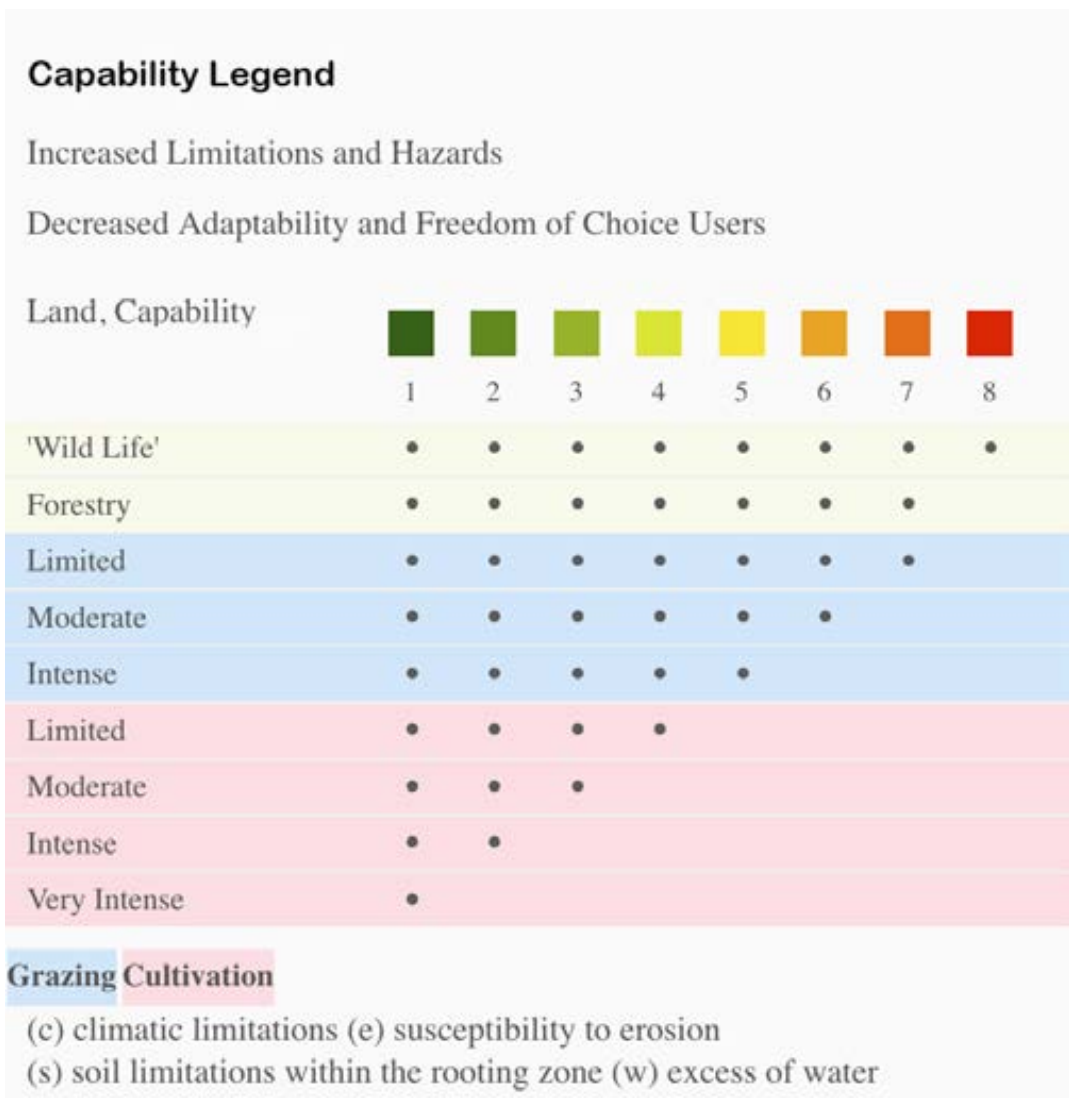 Capability Legend
Increased Limitations and Hazards
Decreased Adaptability and Freedom of Choice Users
Land, Capability
1 2 3 4 5 6 7 8
'Wild Life' • • • • • • • •
Forestry • • • • • • •
Limited • • • • • • •
Moderate • • • • • •
Intense • • • • •
Limited • • • •
Moderate • • •
Intense • •
Very Intense •
Grazing Cultivation
(c) climatic limitations (e) susceptibility to erosion
(s) soil limitations within the rooting zone (w) excess of water